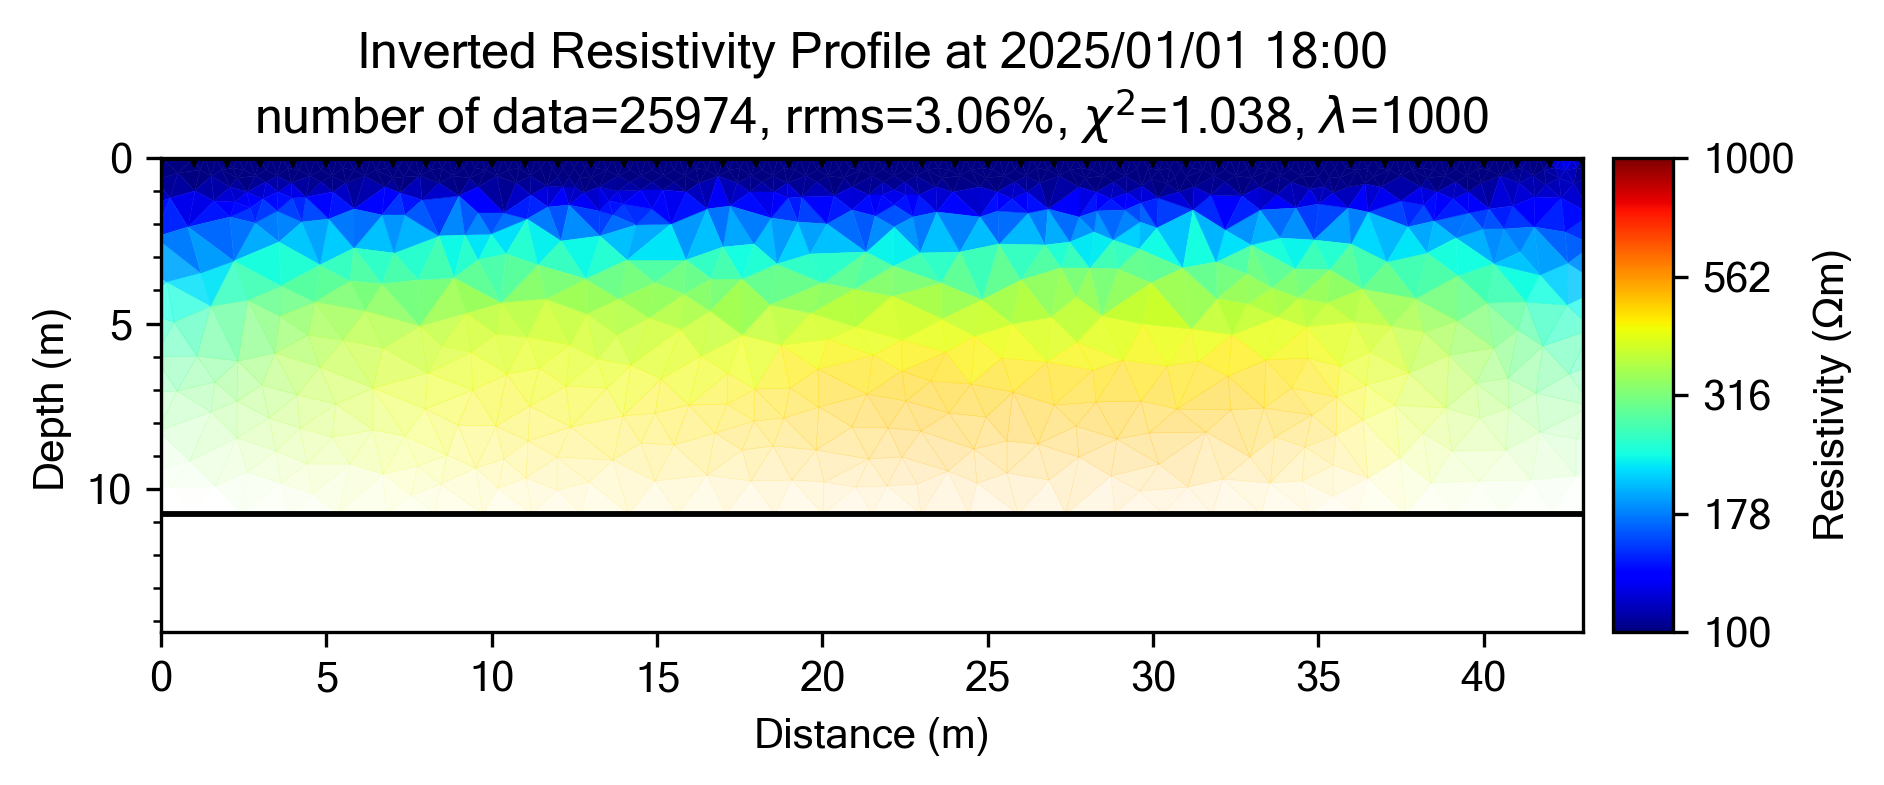 Inverted Resistivity Profile at 2025/01/01 18:00
number of data=25974, rrms=3.06%, χ²=1.038, λ=1000
0
5
10
Depth (m)
0 5 10 15 20 25 30 35 40
Distance (m)
1000
562
316
178
100
Resistivity (Ωm)